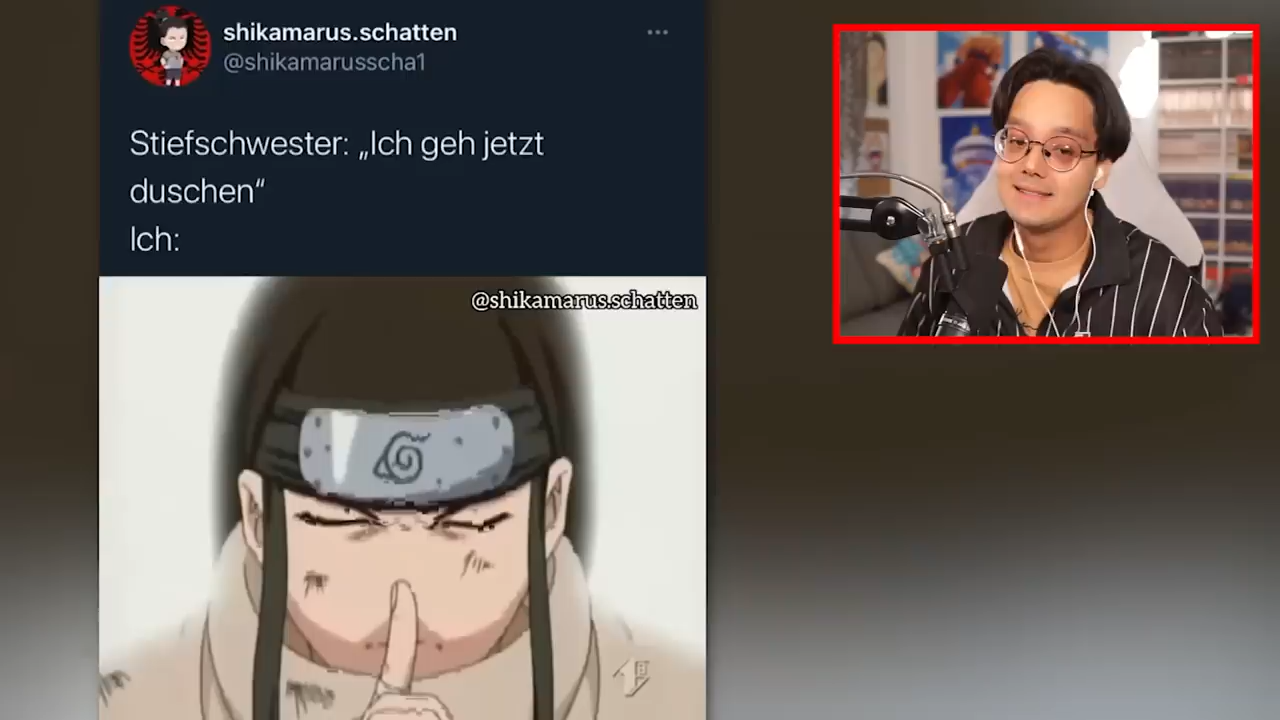 shikamarus.schatten
@shikamarusscha1
Stiefschwester: „Ich geh jetzt
duschen“
Ich:
@shikamarus.schatten